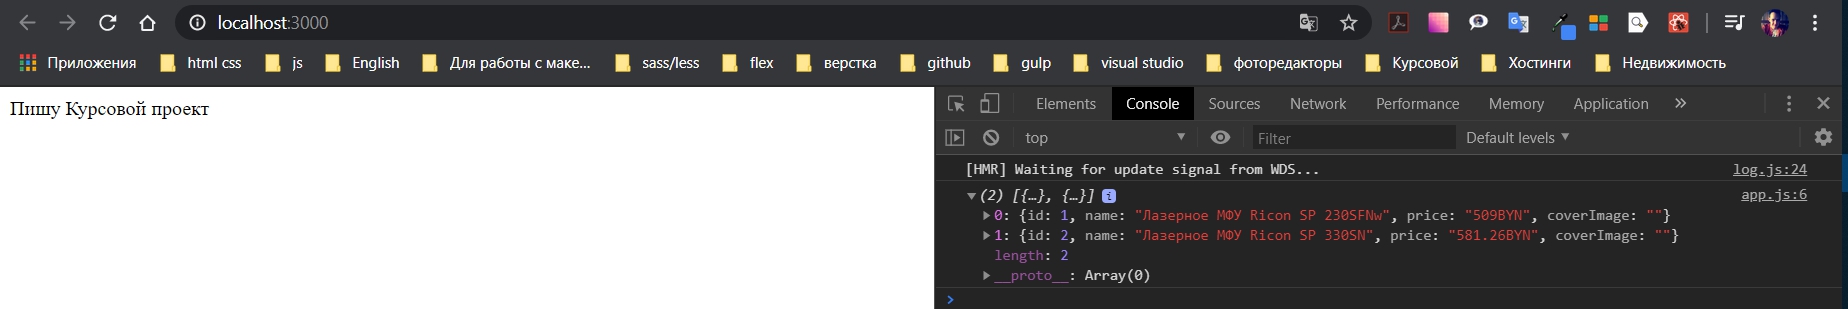 localhost:3000
Приложения html css js English Для работы с маке... sass/less flex верстка github gulp visual studio фоторедакторы Курсовой Хостинги Недвижимость
Пишу Курсовой проект
Elements Console Sources Network Performance Memory Application »
top Filter Default levels
[HMR] Waiting for update signal from WDS... log.js:24
(2) [{…}, {…}] i app.js:6
0: {id: 1, name: "Лазерное МФУ Ricon SP 230SFNw", price: "509BYN", coverImage: ""}
1: {id: 2, name: "Лазерное МФУ Ricon SP 330SN", price: "581.26BYN", coverImage: ""}
length: 2
__proto__: Array(0)